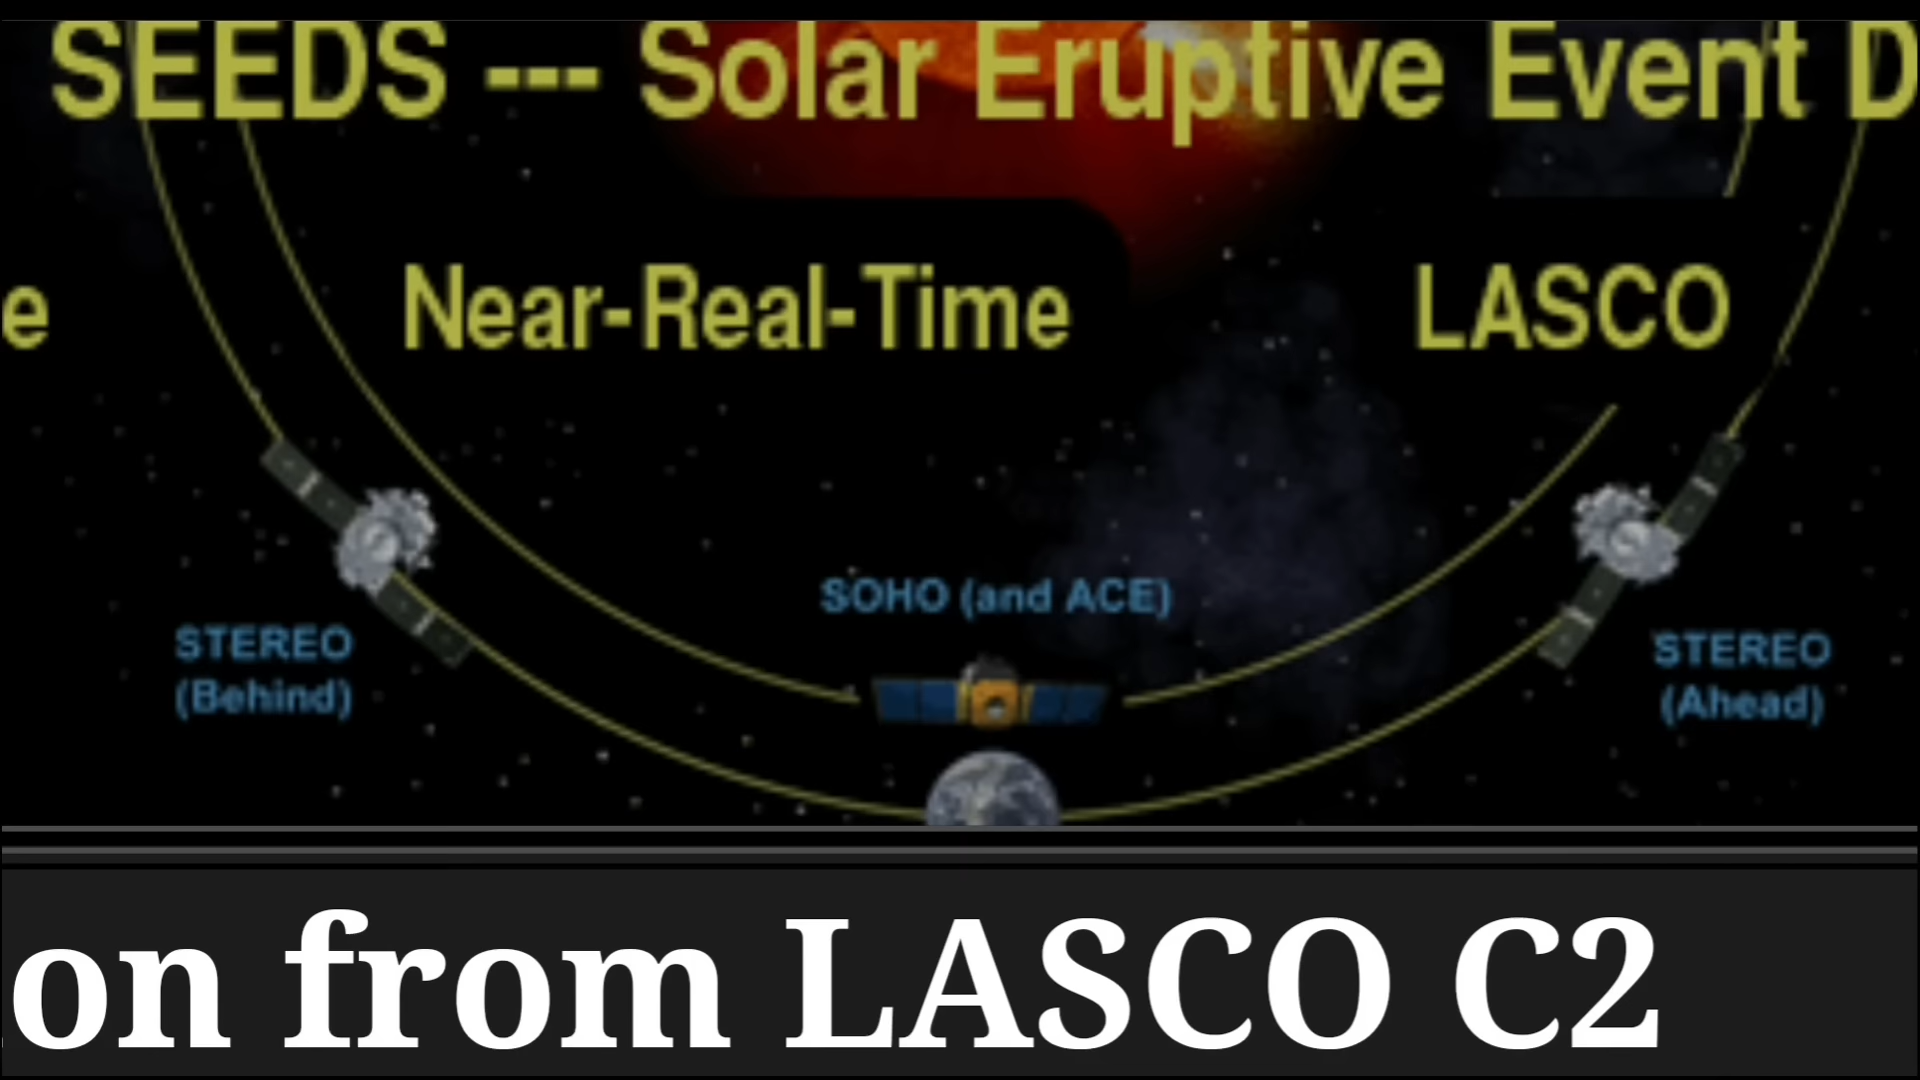 SEEDS --- Solar Eruptive Event D
e Near-Real-Time LASCO
SOHO (and ACE)
STEREO
(Behind)
STEREO
(Ahead)
on from LASCO C2